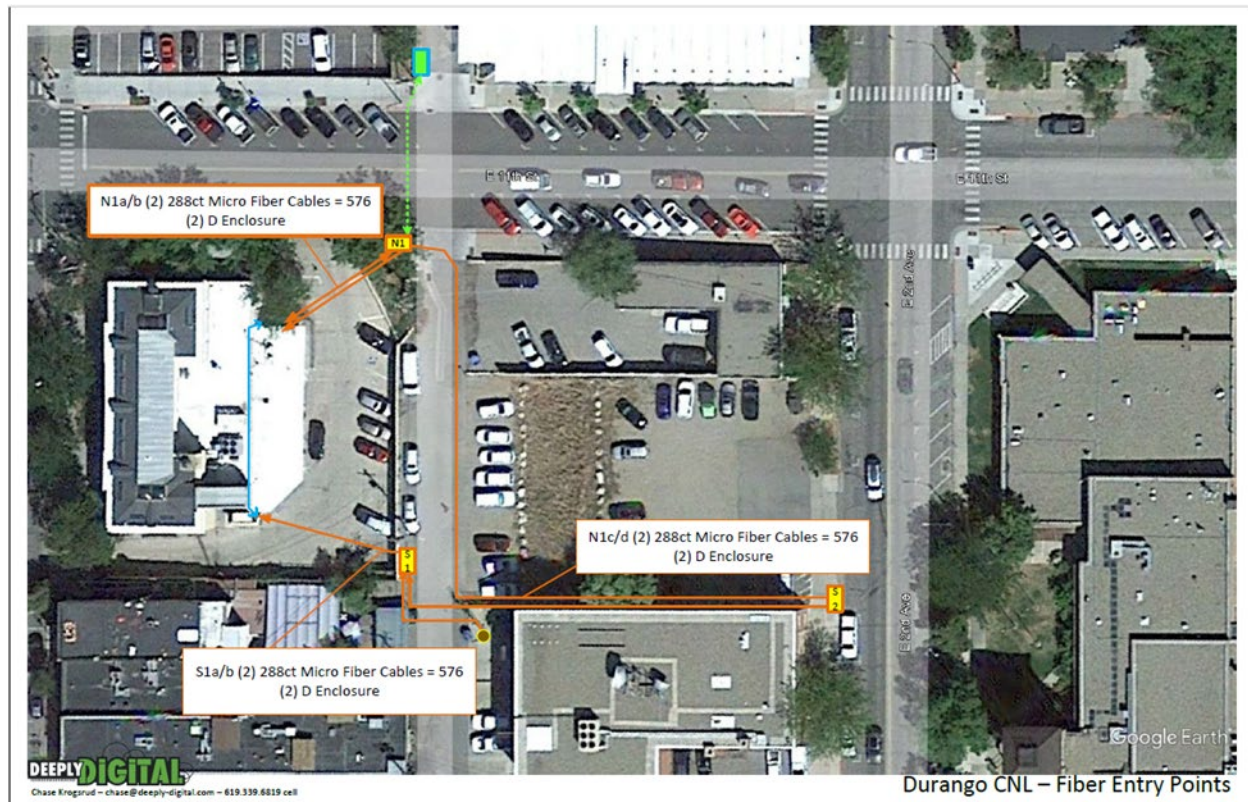 E 11th St
E 11th St
N1a/b (2) 288ct Micro Fiber Cables = 576
(2) D Enclosure
N1
E 2nd Ave
N1c/d (2) 288ct Micro Fiber Cables = 576
(2) D Enclosure
S
1
S
2
E 2nd Ave
S1a/b (2) 288ct Micro Fiber Cables = 576
(2) D Enclosure
Google Earth
DEEPLY DIGITAL
Durango CNL – Fiber Entry Points
Chase Krogsrud – chase@deeply-digital.com – 619.339.6819 cell